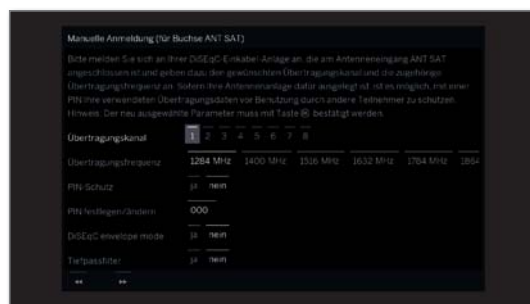 Manuelle Anmeldung (für Buchse ANT SAT)
Bitte melden Sie sich an Ihrer DiSEqC-Einkabel-Anlage an, die am Antenneneingang ANT SAT
angeschlossen ist und geben dazu den gewünschten Übertragungskanal und die zugehörige
Übertragungsfrequenz an. Sofern Ihre Antennenanlage dafür ausgelegt ist, ist es möglich, mit einer
PIN Ihre verwendeten Übertragungsdaten vor Benutzung durch andere Teilnehmer zu schützen.
Hinweis: Der neu ausgewählte Parameter muss mit Taste bestätigt werden.
Übertragungskanal 1 2 3 4 5 6 7 8
Übertragungsfrequenz 1284 MHz 1400 MHz 1516 MHz 1632 MHz 1784 MHz 1864
PIN-Schutz ja nein
PIN festlegen/ändern 000
DiSEqC envelope mode ja nein
Tiefpassfilter ja nein